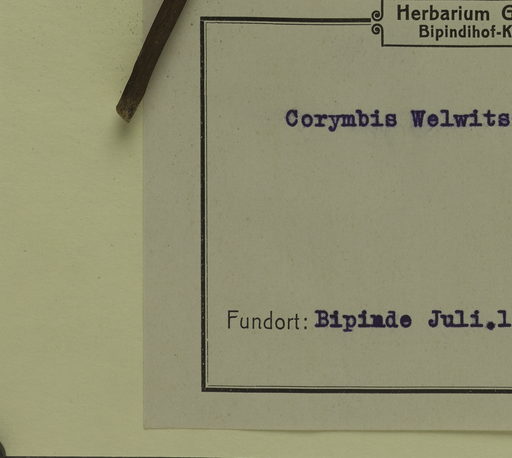 Herbarium G
Bipindihof-K
Corymbis Welwits
Fundort: Bipinde Juli.1